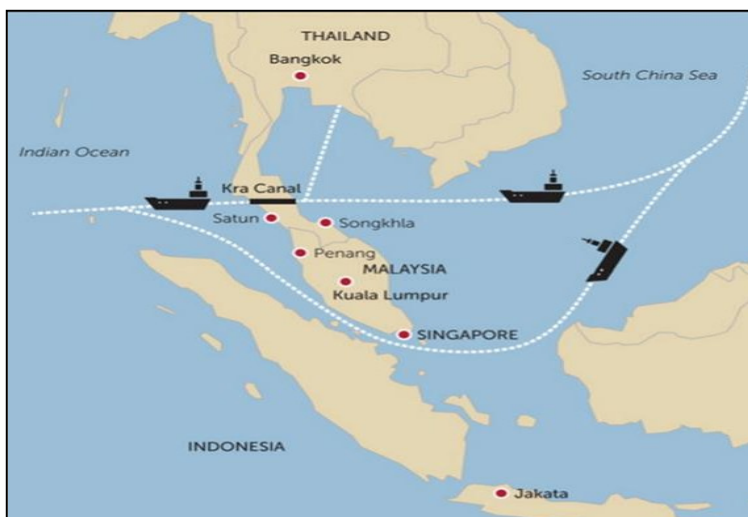 THAILAND
Bangkok
South China Sea
Indian Ocean
Kra Canal
Satun
Songkhla
Penang
MALAYSIA
Kuala Lumpur
SINGAPORE
INDONESIA
Jakata